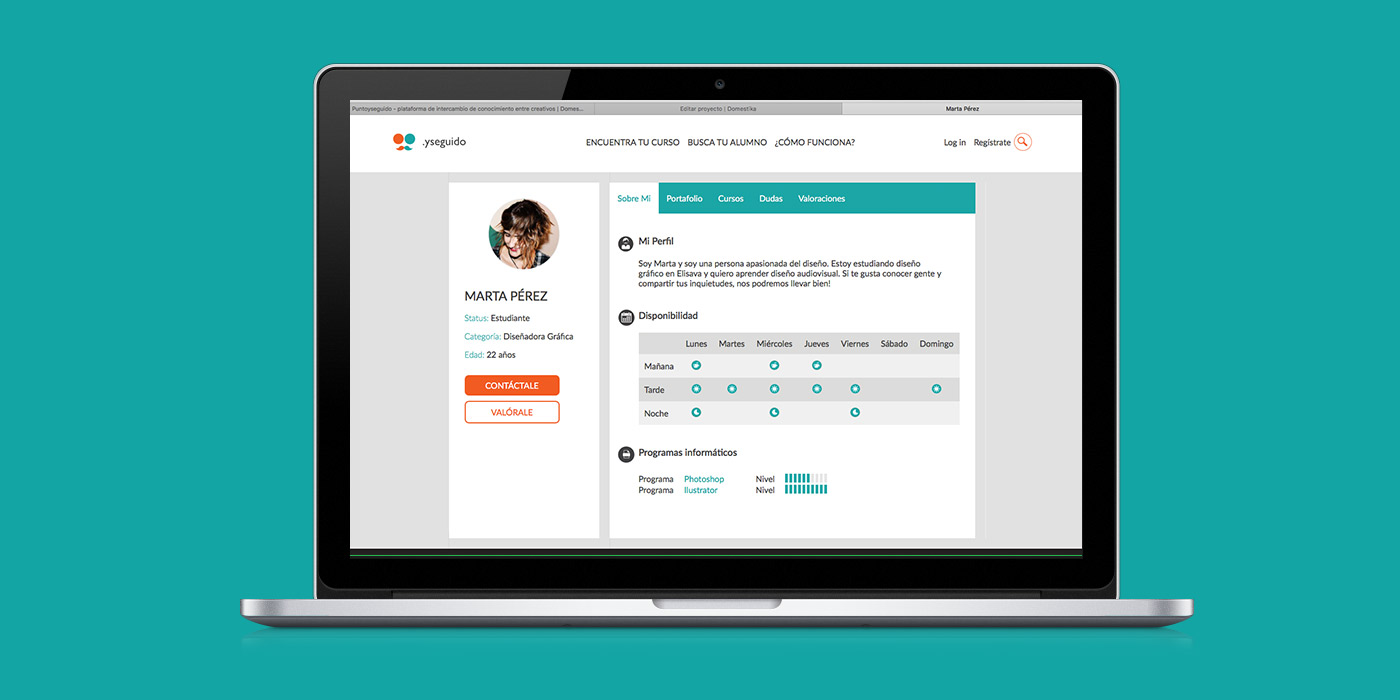 Puntoyseguido - plataforma de intercambio de conocimiento entre creativos | Domes...
Editar proyecto | Domestika
Marta Pérez
.yseguido
ENCUENTRA TU CURSO BUSCA TU ALUMNO ¿CÓMO FUNCIONA?
Log in Regístrate
Sobre Mi Portafolio Cursos Dudas Valoraciones
MARTA PÉREZ
Status: Estudiante
Categoría: Diseñadora Gráfica
Edad: 22 años
CONTÁCTALE
VALÓRALE
Mi Perfil
Soy Marta y soy una persona apasionada del diseño. Estoy estudiando diseño
gráfico en Elisava y quiero aprender diseño audiovisual. Si te gusta conocer gente y
compartir tus inquietudes, nos podremos llevar bien!
Disponibilidad
Lunes Martes Miércoles Jueves Viernes Sábado Domingo
Mañana
Tarde
Noche
Programas informáticos
Programa Photoshop Nivel
Programa Ilustrator Nivel